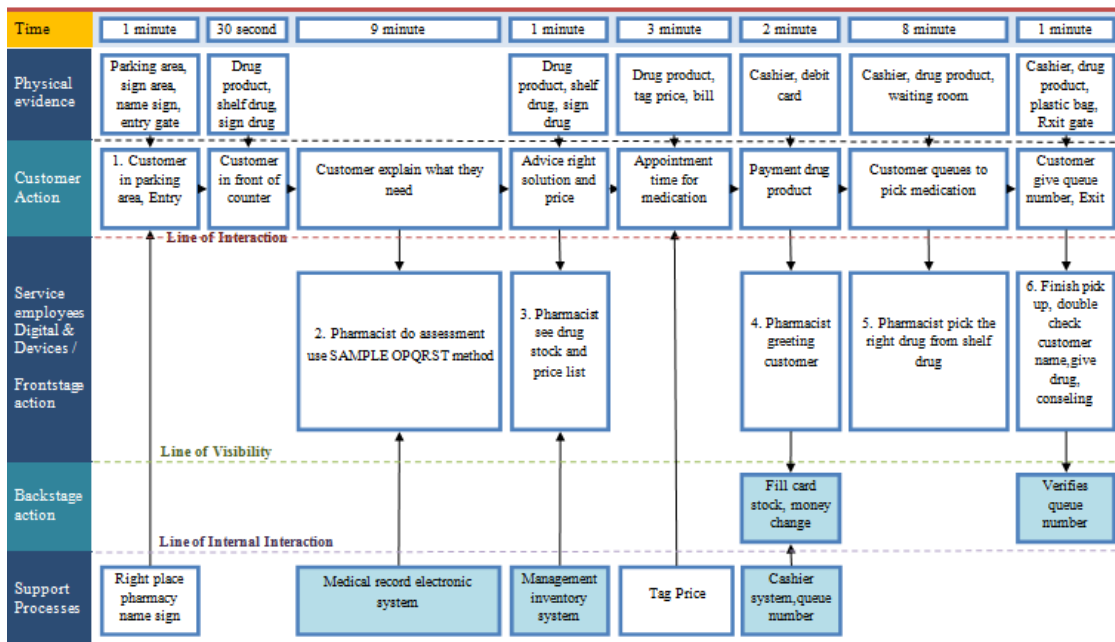 Time
1 minute
30 second
9 minute
1 minute
3 minute
2 minute
8 minute
1 minute
Physical
evidence
Parking area,
sign area,
name sign,
entry gate
Drug
product,
shelf drug,
sign drug
Drug
product, shelf
drug, sign
drug
Drug product,
tag price, bill
Cashier, debit
card
Cashier, drug product,
waiting room
Cashier, drug
product,
plastic bag,
Rxit gate
Customer
Action
1. Customer
in parking
area, Entry
Customer
in front of
counter
Customer explain what they
need
Advice right
solution and
price
Appointment
time for
medication
Payment drug
product
Customer queues to
pick medication
Customer
give queue
number, Exit
Line of Interaction
Service
employees
Digital &
Devices /
Frontstage
action
2. Pharmacist do assessment
use SAMPLE OPQRST method
3. Pharmacist
see drug
stock and
price list
4. Pharmacist
greeting
customer
5. Pharmacist pick the
right drug from shelf
drug
6. Finish pick
up, double
check
customer
name,give
drug,
conseling
Line of Visibility
Backstage
action
Fill card
stock, money
change
Verifies
queue
number
Line of Internal Interaction
Support
Processes
Right place
pharmacy
name sign
Medical record electronic
system
Management
inventory
system
Tag Price
Cashier
system,queue
number